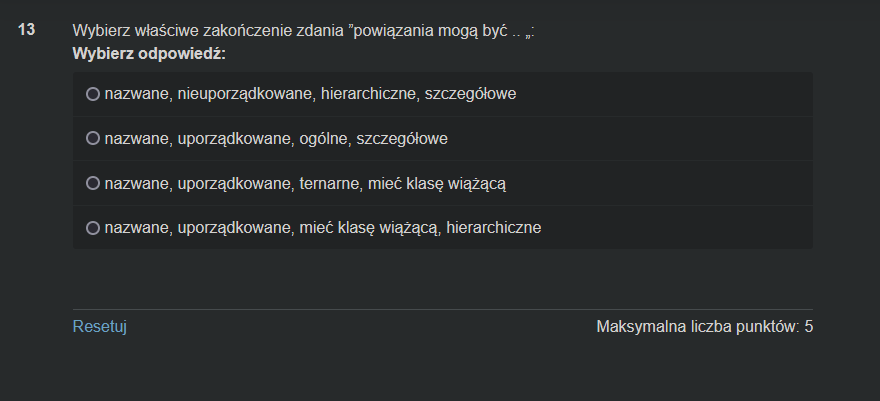 13 Wybierz właściwe zakończenie zdania ”powiązania mogą być .. „:
Wybierz odpowiedź:
nazwane, nieuporządkowane, hierarchiczne, szczegółowe
nazwane, uporządkowane, ogólne, szczegółowe
nazwane, uporządkowane, ternarne, mieć klasę wiążącą
nazwane, uporządkowane, mieć klasę wiążącą, hierarchiczne
Resetuj Maksymalna liczba punktów: 5